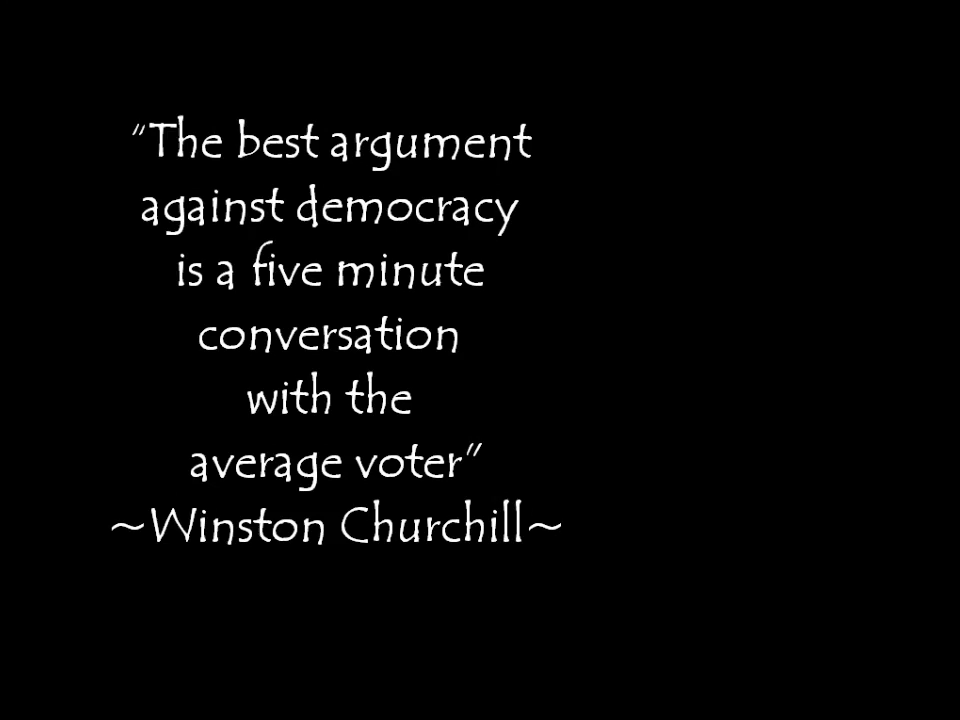 “The best argument
against democracy
is a five minute
conversation
with the
average voter”
~Winston Churchill~